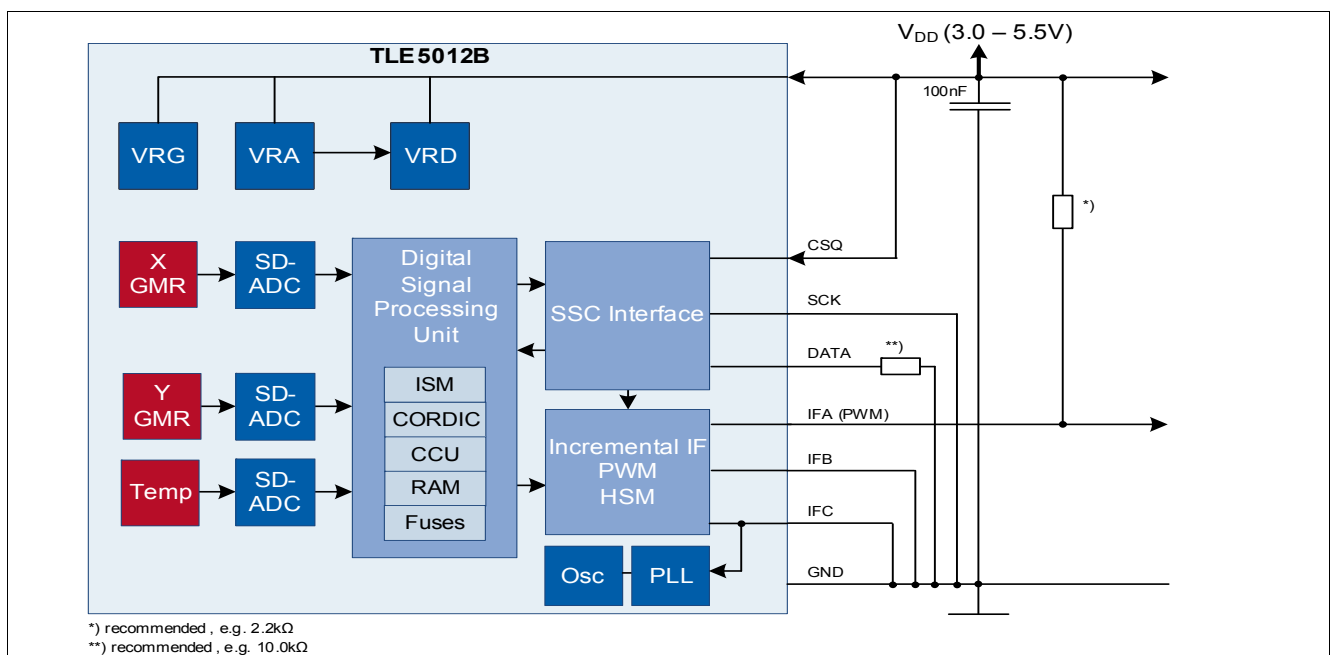 V_DD (3.0 – 5.5V)
TLE5012B
100nF
VRG
VRA
VRD
*)
CSQ
X
GMR
SD-
ADC
Digital
Signal
Processing
Unit
SSC Interface
SCK
**)
DATA
ISM
Y
GMR
SD-
ADC
CORDIC
IFA (PWM)
CCU
Incremental IF
PWM
HSM
IFB
Temp
SD-
ADC
RAM
Fuses
IFC
Osc
PLL
GND
*) recommended , e.g. 2.2kΩ
**) recommended , e.g. 10.0kΩ